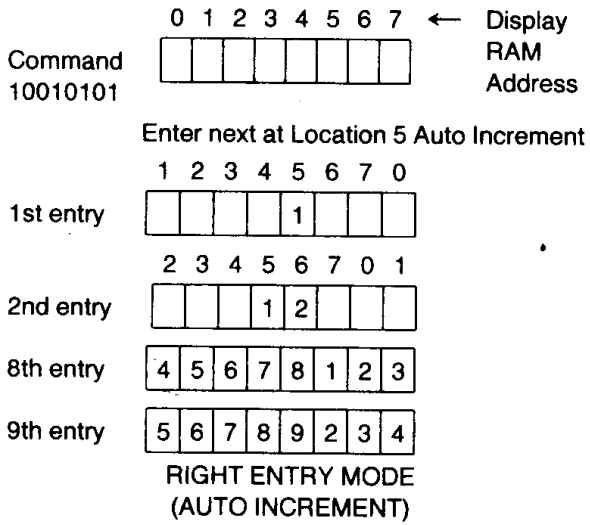 0 1 2 3 4 5 6 7 ← Display
RAM
Address
Command
10010101
Enter next at Location 5 Auto Increment
1 2 3 4 5 6 7 0
1st entry 1
2 3 4 5 6 7 0 1
2nd entry 1 2
8th entry 4 5 6 7 8 1 2 3
9th entry 5 6 7 8 9 2 3 4
RIGHT ENTRY MODE
(AUTO INCREMENT)